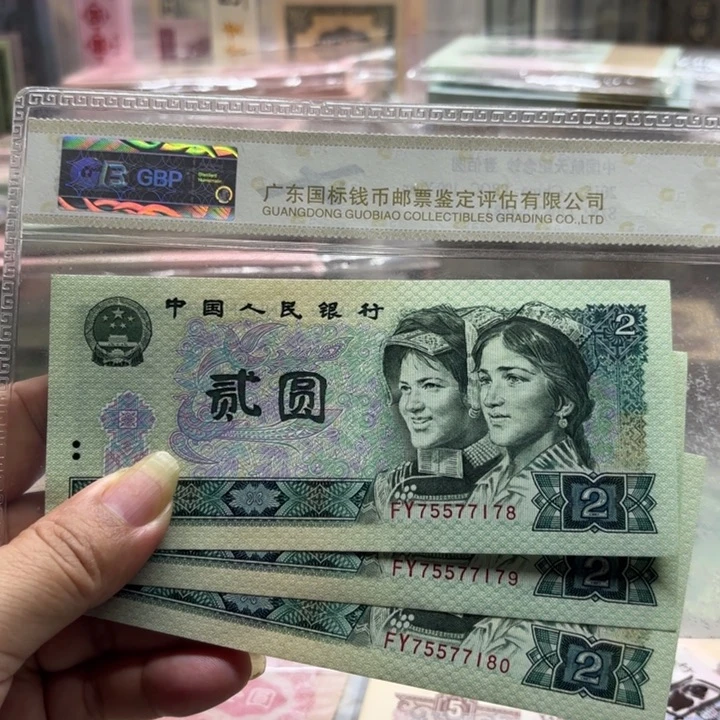 GB GBP
广东国标钱币邮票鉴定评估有限公司
GUANGDONG GUOBIAO COLLECTIBLES GRADING CO.,LTD
中国人民银行
2
贰圆
FY75577178
2
FY75577179
2
FY75577180
2
5